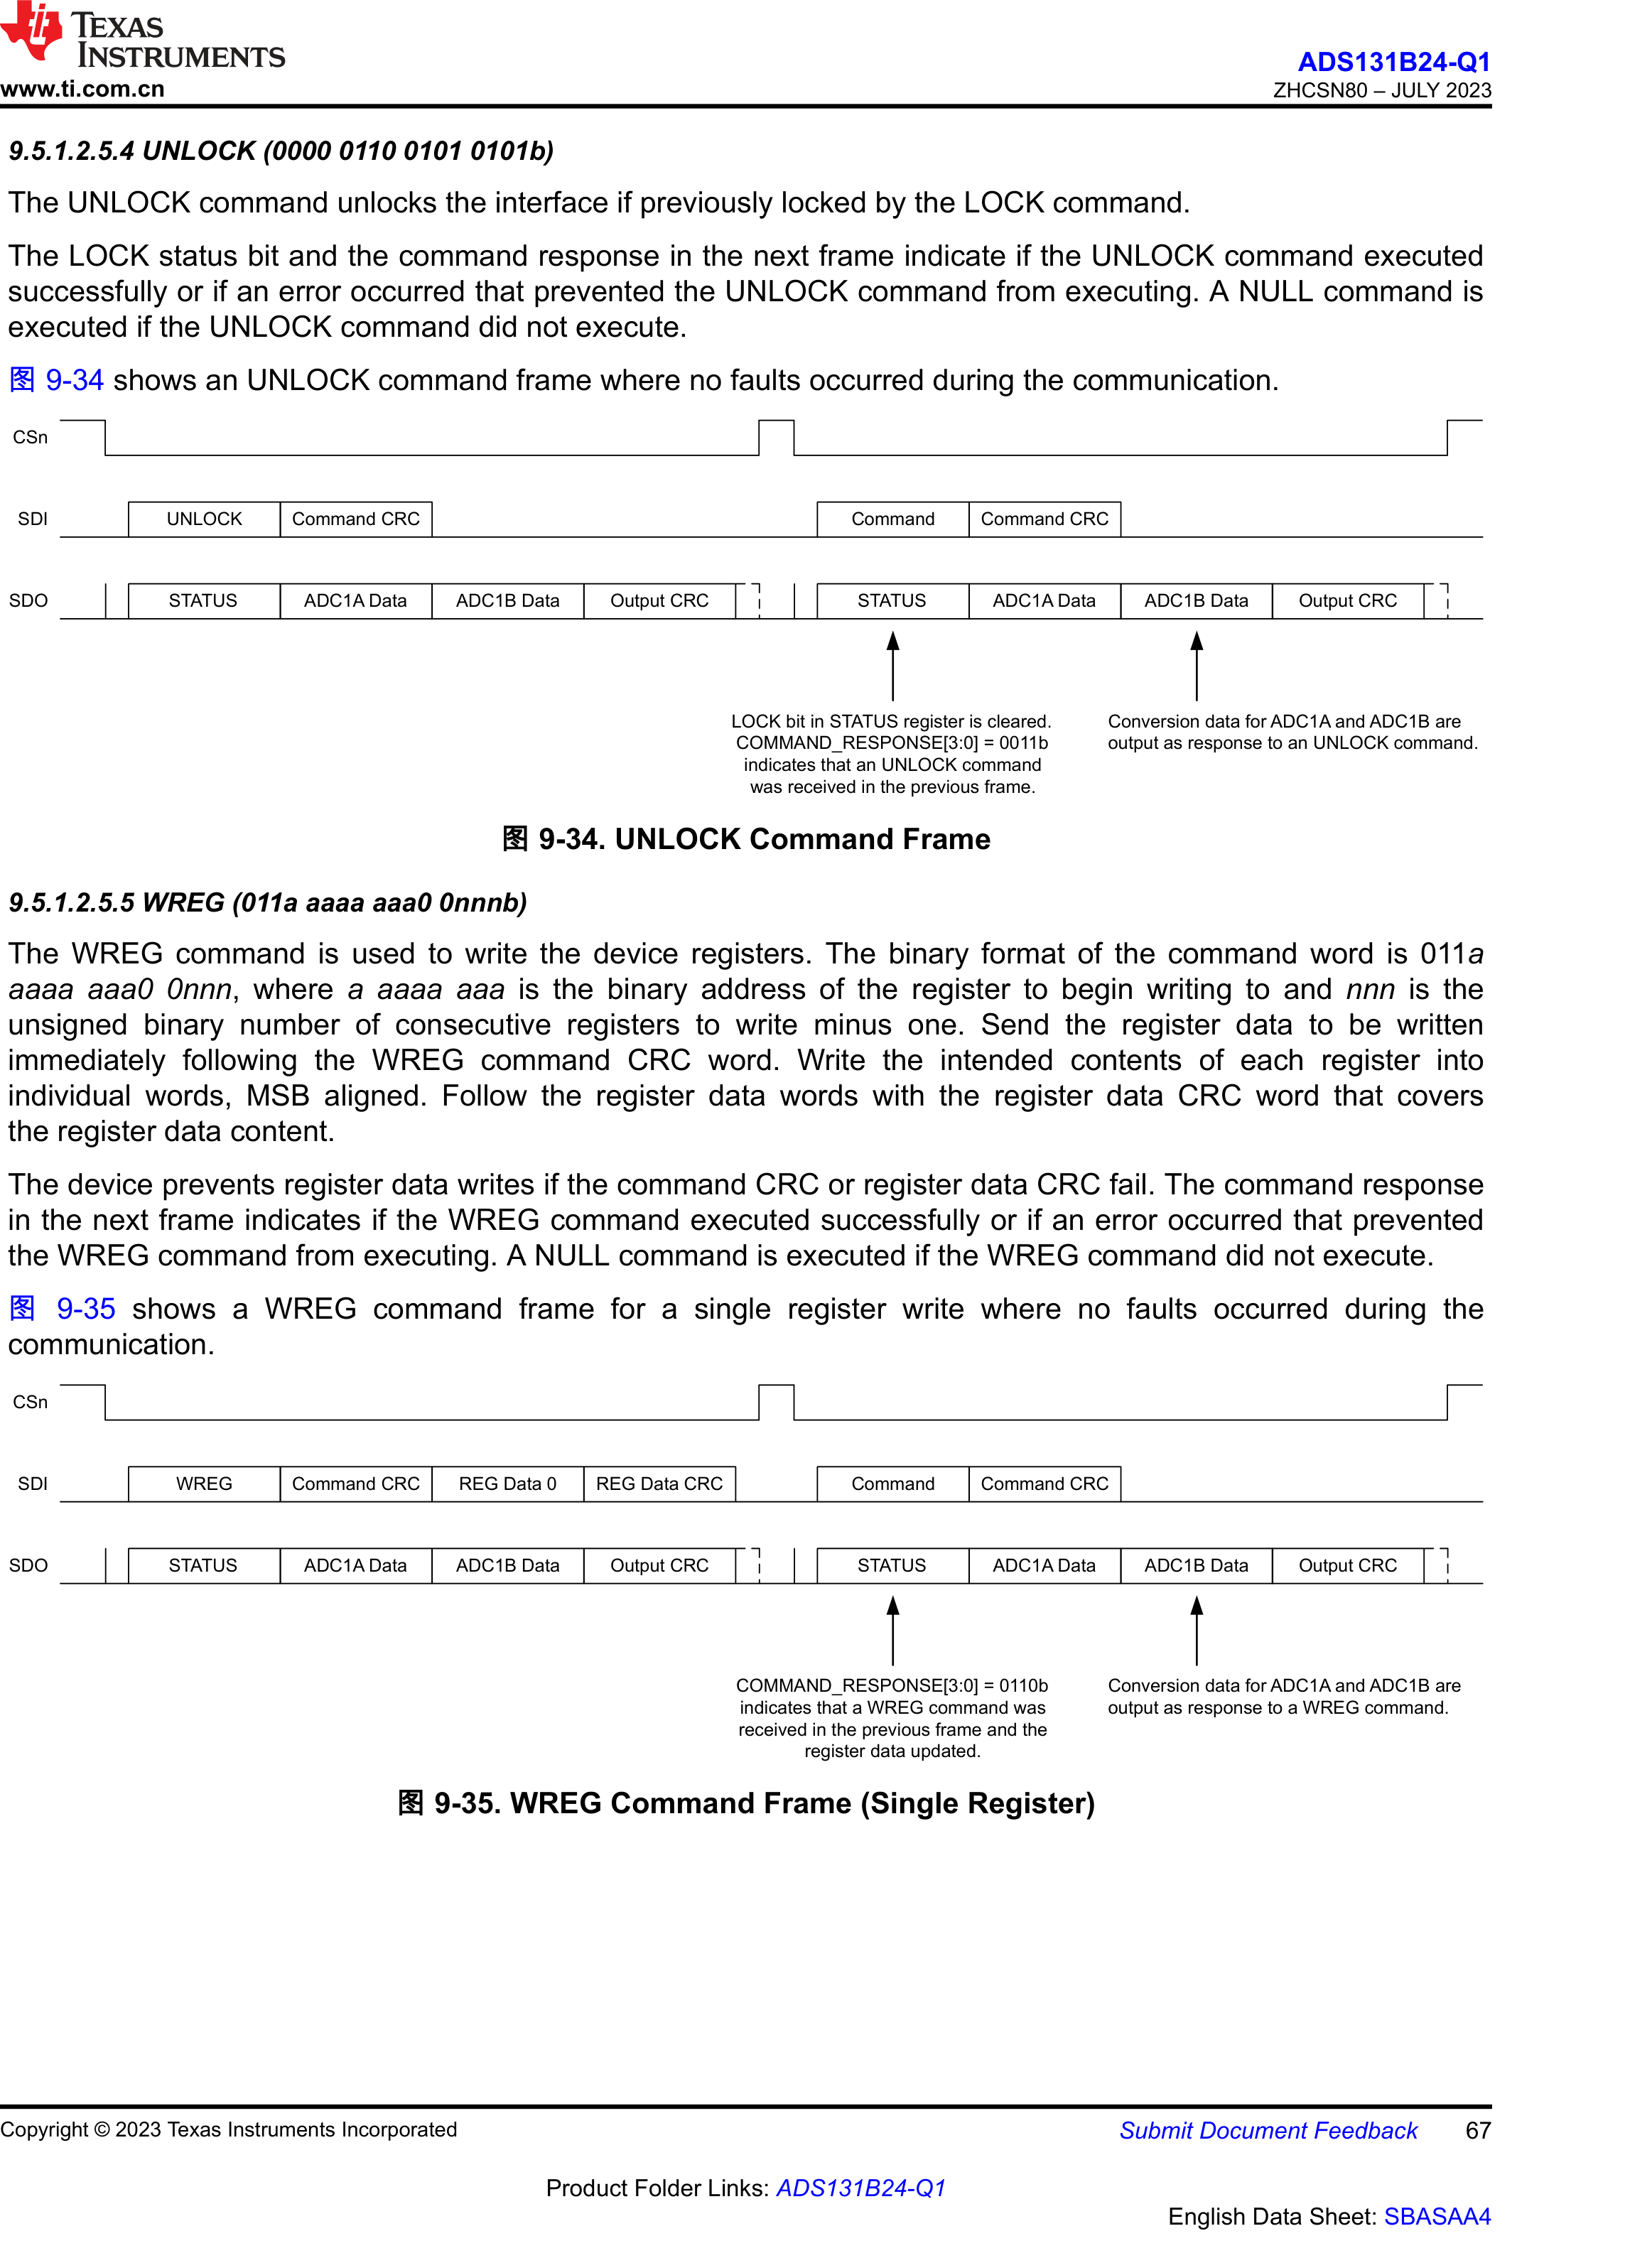 TEXAS
INSTRUMENTS
www.ti.com.cn
ADS131B24-Q1
ZHCSN80 – JULY 2023
9.5.1.2.5.4 UNLOCK (0000 0110 0101 0101b)
The UNLOCK command unlocks the interface if previously locked by the LOCK command.
The LOCK status bit and the command response in the next frame indicate if the UNLOCK command executed
successfully or if an error occurred that prevented the UNLOCK command from executing. A NULL command is
executed if the UNLOCK command did not execute.
图 9-34 shows an UNLOCK command frame where no faults occurred during the communication.
CSn
SDI UNLOCK Command CRC Command Command CRC
SDO STATUS ADC1A Data ADC1B Data Output CRC STATUS ADC1A Data ADC1B Data Output CRC
LOCK bit in STATUS register is cleared.
COMMAND_RESPONSE[3:0] = 0011b
indicates that an UNLOCK command
was received in the previous frame.
Conversion data for ADC1A and ADC1B are
output as response to an UNLOCK command.
图 9-34. UNLOCK Command Frame
9.5.1.2.5.5 WREG (011a aaaa aaa0 0nnnb)
The WREG command is used to write the device registers. The binary format of the command word is 011a
aaaa aaa0 0nnn, where a aaaa aaa is the binary address of the register to begin writing to and nnn is the
unsigned binary number of consecutive registers to write minus one. Send the register data to be written
immediately following the WREG command CRC word. Write the intended contents of each register into
individual words, MSB aligned. Follow the register data words with the register data CRC word that covers
the register data content.
The device prevents register data writes if the command CRC or register data CRC fail. The command response
in the next frame indicates if the WREG command executed successfully or if an error occurred that prevented
the WREG command from executing. A NULL command is executed if the WREG command did not execute.
图 9-35 shows a WREG command frame for a single register write where no faults occurred during the
communication.
CSn
SDI WREG Command CRC REG Data 0 REG Data CRC Command Command CRC
SDO STATUS ADC1A Data ADC1B Data Output CRC STATUS ADC1A Data ADC1B Data Output CRC
COMMAND_RESPONSE[3:0] = 0110b
indicates that a WREG command was
received in the previous frame and the
register data updated.
Conversion data for ADC1A and ADC1B are
output as response to a WREG command.
图 9-35. WREG Command Frame (Single Register)
Copyright © 2023 Texas Instruments Incorporated
Submit Document Feedback 67
Product Folder Links: ADS131B24-Q1
English Data Sheet: SBASAA4